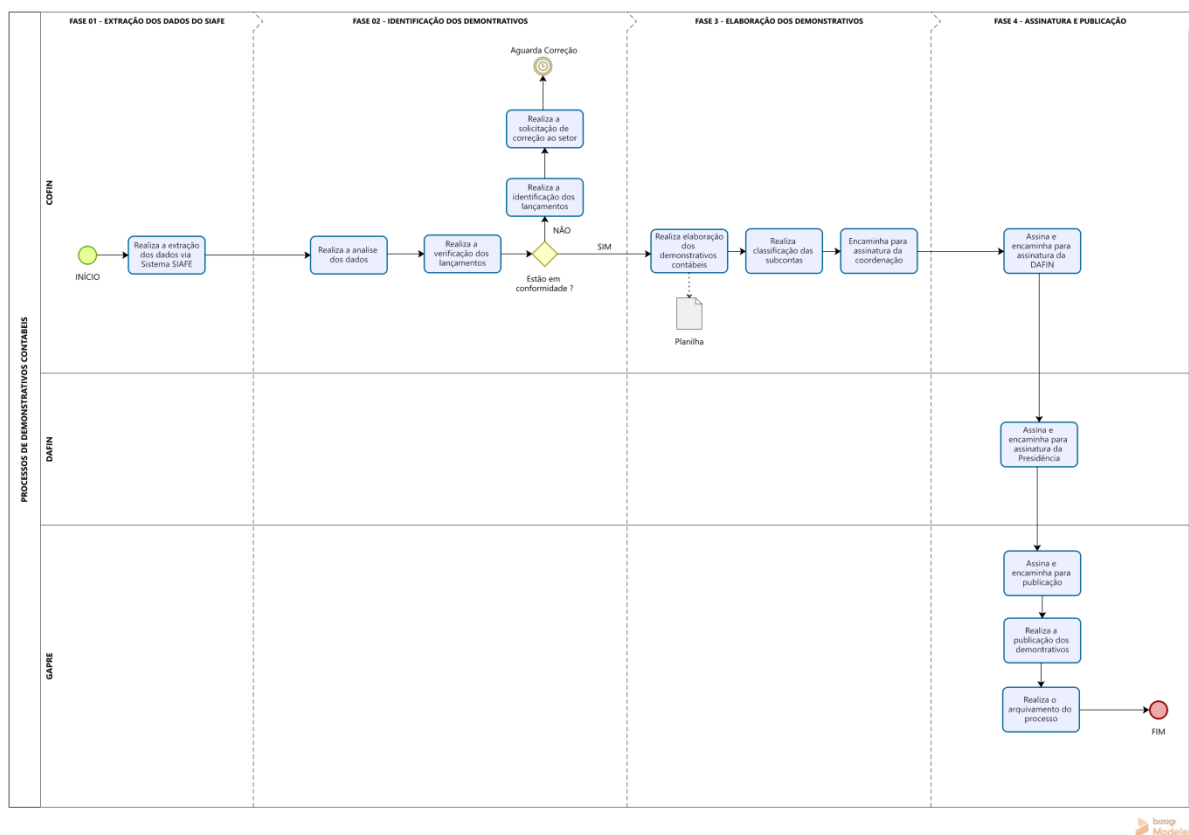 FASE 01 - EXTRAÇÃO DOS DADOS DO SIAFE
FASE 02 - IDENTIFICAÇÃO DOS DEMONTRATIVOS
FASE 3 - ELABORAÇÃO DOS DEMONSTRATIVOS
FASE 4 - ASSINATURA E PUBLICAÇÃO
PROCESSOS DE DEMONSTRATIVOS CONTABEIS
COFIN
INÍCIO
Realiza a extração
dos dados via
Sistema SIAFE
Realiza a analise
dos dados
Realiza a
verificação dos
lançamentos
Estão em
conformidade ?
NÃO
Realiza a
identificação dos
lançamentos
Realiza a
solicitação de
correção ao setor
Aguarda Correção
SIM
Realiza elaboração
dos
demonstrativos
contábeis
Planilha
Realiza
classificação das
subcontas
Encaminha para
assinatura da
coordenação
Assina e
encaminha para
assinatura da
DAFIN
DAFIN
Assina e
encaminha para
assinatura da
Presidência
GAPRE
Assina e
encaminha para
publicação
Realiza a
publicação dos
demontrativos
Realiza o
arquivamento do
processo
FIM
bizagi
Modele